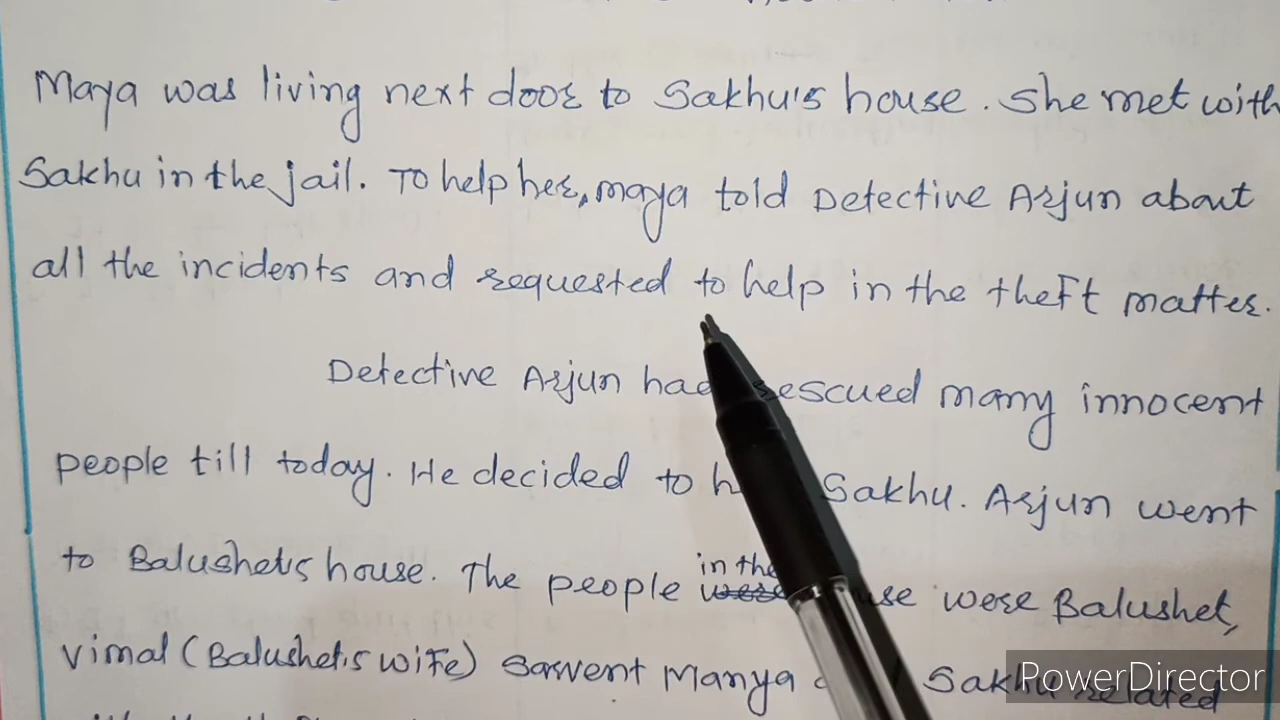 Maya was living next door to Sakhu's house. She met with
Sakhu in the jail. To help her, Maya told Detective Arjun about
all the incidents and requested to help in the theft matter.
Detective Arjun had rescued many innocent
people till today. He decided to Sakhu. Arjun went
to Balushet's house. The people in the were Balushet,
Vimal (Balushet's wife) sarvent Manya Sakhu related
PowerDirector